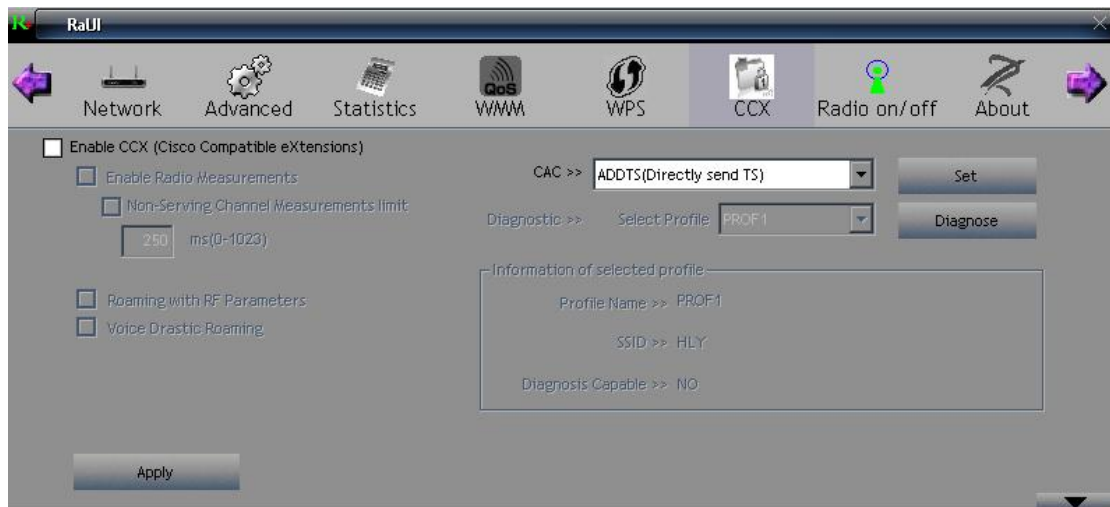 RaUI
Network Advanced Statistics QoS WMM WPS CCX Radio on/off About
Enable CCX (Cisco Compatible eXtensions)
Enable Radio Measurements
Non-Serving Channel Measurements limit
250 ms(0-1023)
Roaming with RF Parameters
Voice Drastic Roaming
CAC >> ADDTS(Directly send TS) Set
Diagnostic >> Select Profile PROF1 Diagnose
Information of selected profile
Profile Name >> PROF1
SSID >> HLY
Diagnosis Capable >> NO
Apply